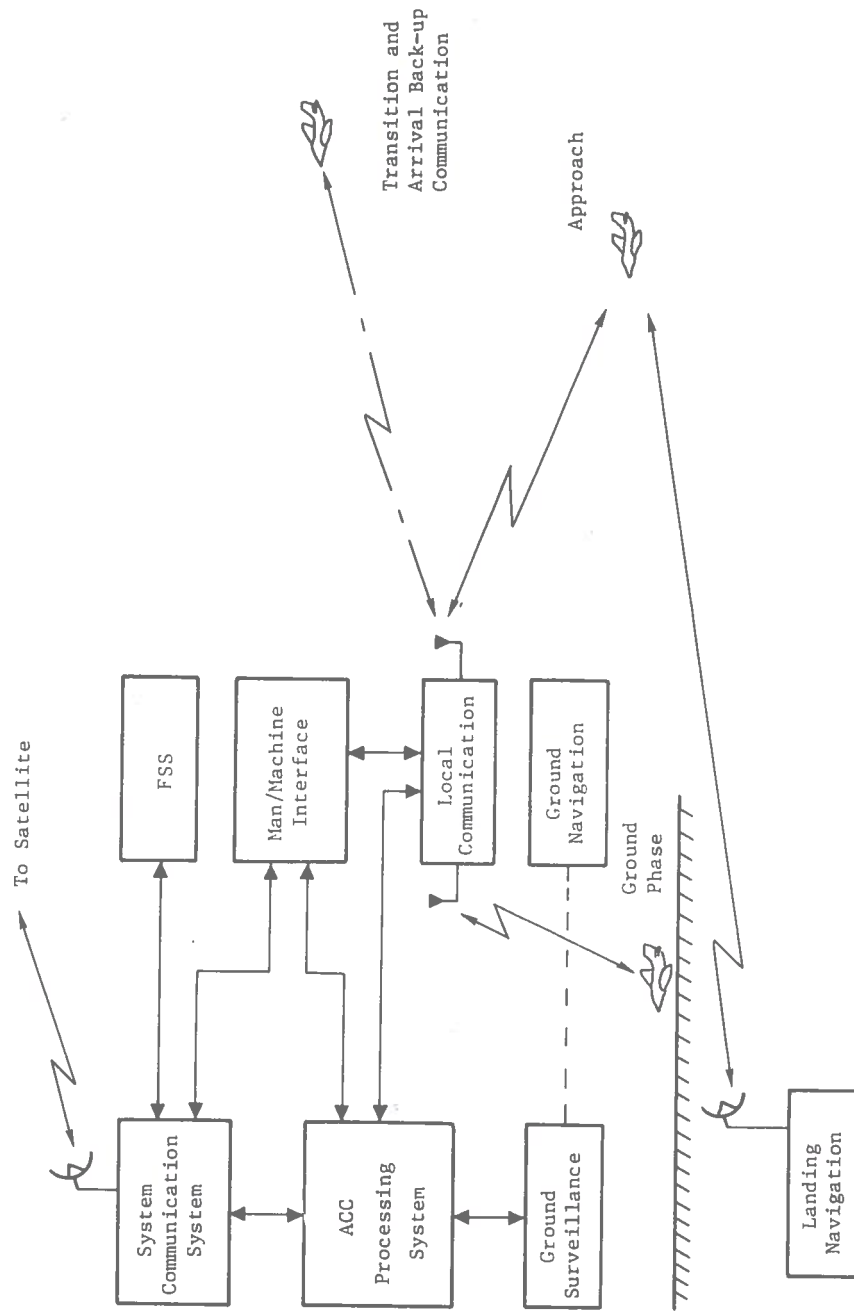 To Satellite
System
Communication
System
FSS
Man/Machine
Interface
ACC
Processing
System
Local
Communication
Ground
Surveillance
Ground
Navigation
Ground
Phase
Landing
Navigation
Transition and
Arrival Back-up
Communication
Approach